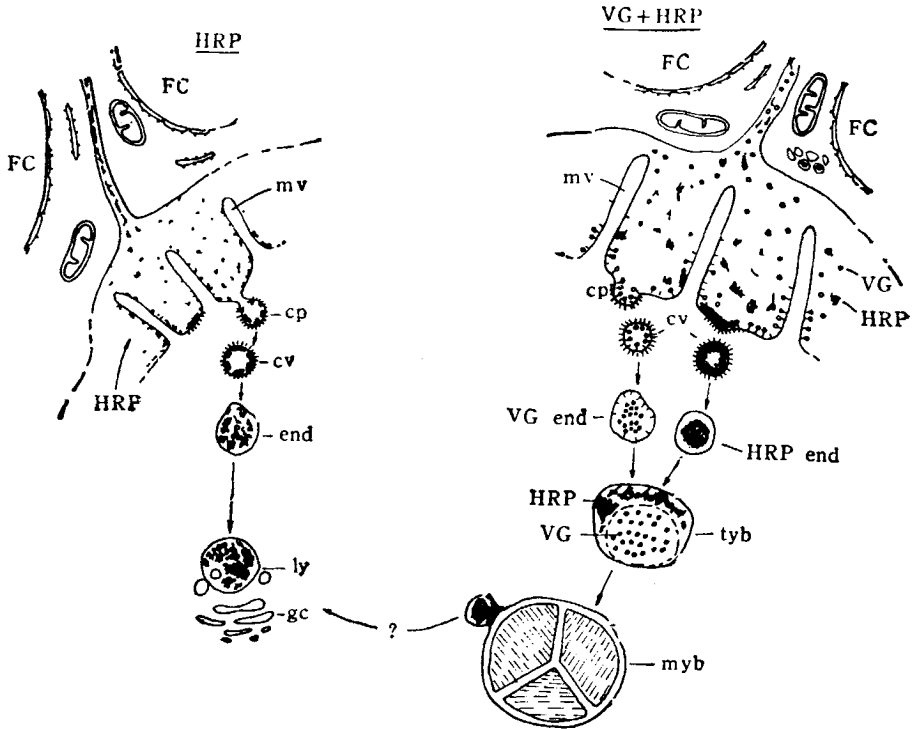 HRP
FC
FC
mv
cp
cv
HRP
end
ly
gc
?
VG+HRP
FC
FC
mv
VG
HRP
cp
cv
VG end
HRP end
HRP
VG
tyb
myb